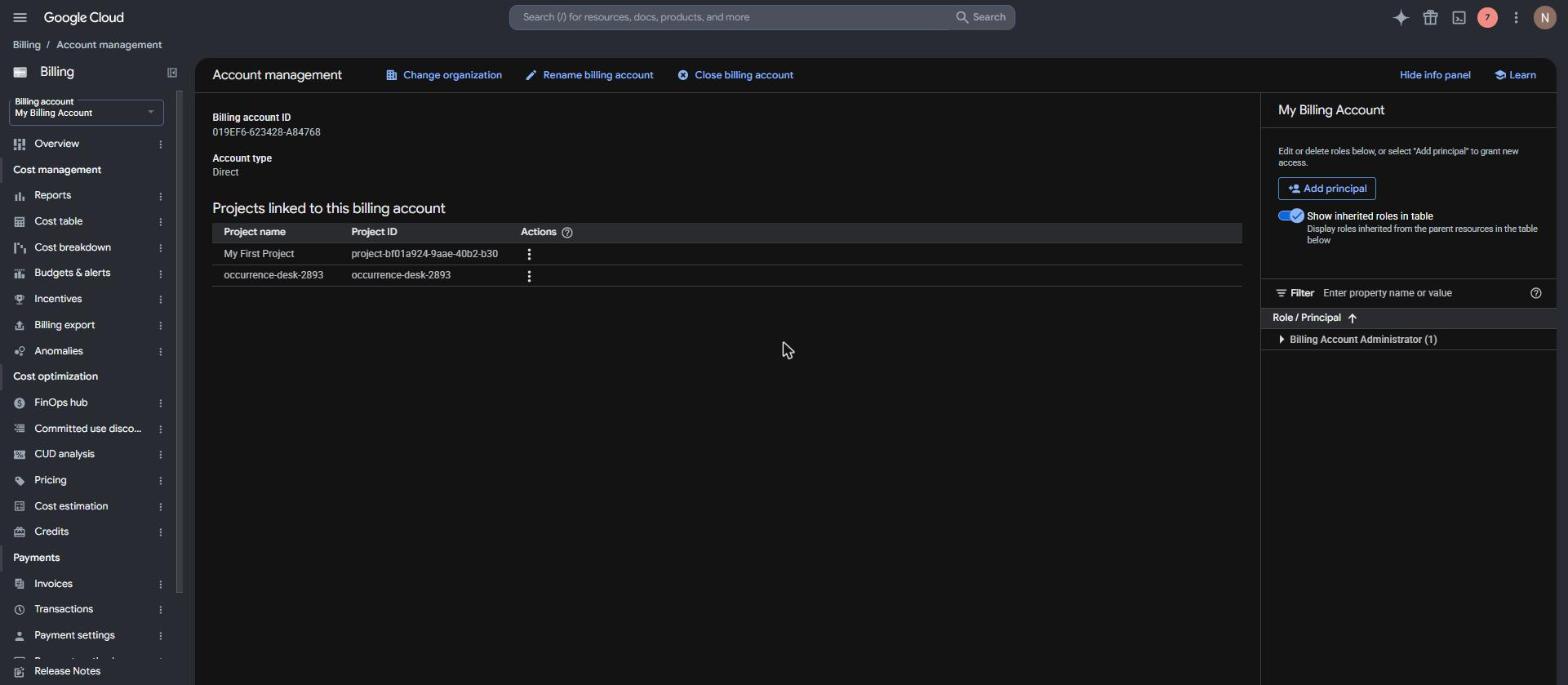 Google Cloud
Search (/) for resources, docs, products, and more
Search
7
N
Billing / Account management
Billing
Billing account
My Billing Account
Overview
Cost management
Reports
Cost table
Cost breakdown
Budgets & alerts
Incentives
Billing export
Anomalies
Cost optimization
FinOps hub
Committed use disco...
CUD analysis
Pricing
Cost estimation
Credits
Payments
Invoices
Transactions
Payment settings
Release Notes
Account management
Change organization
Rename billing account
Close billing account
Hide info panel
Learn
Billing account ID
019EF6-623428-A84768
Account type
Direct
Projects linked to this billing account
Project name Project ID Actions
My First Project project-bf01a924-9aae-40b2-b30
occurrence-desk-2893 occurrence-desk-2893
My Billing Account
Edit or delete roles below, or select "Add principal" to grant new
access.
Add principal
Show inherited roles in table
Display roles inherited from the parent resources in the table
below
Filter Enter property name or value
Role / Principal
Billing Account Administrator (1)